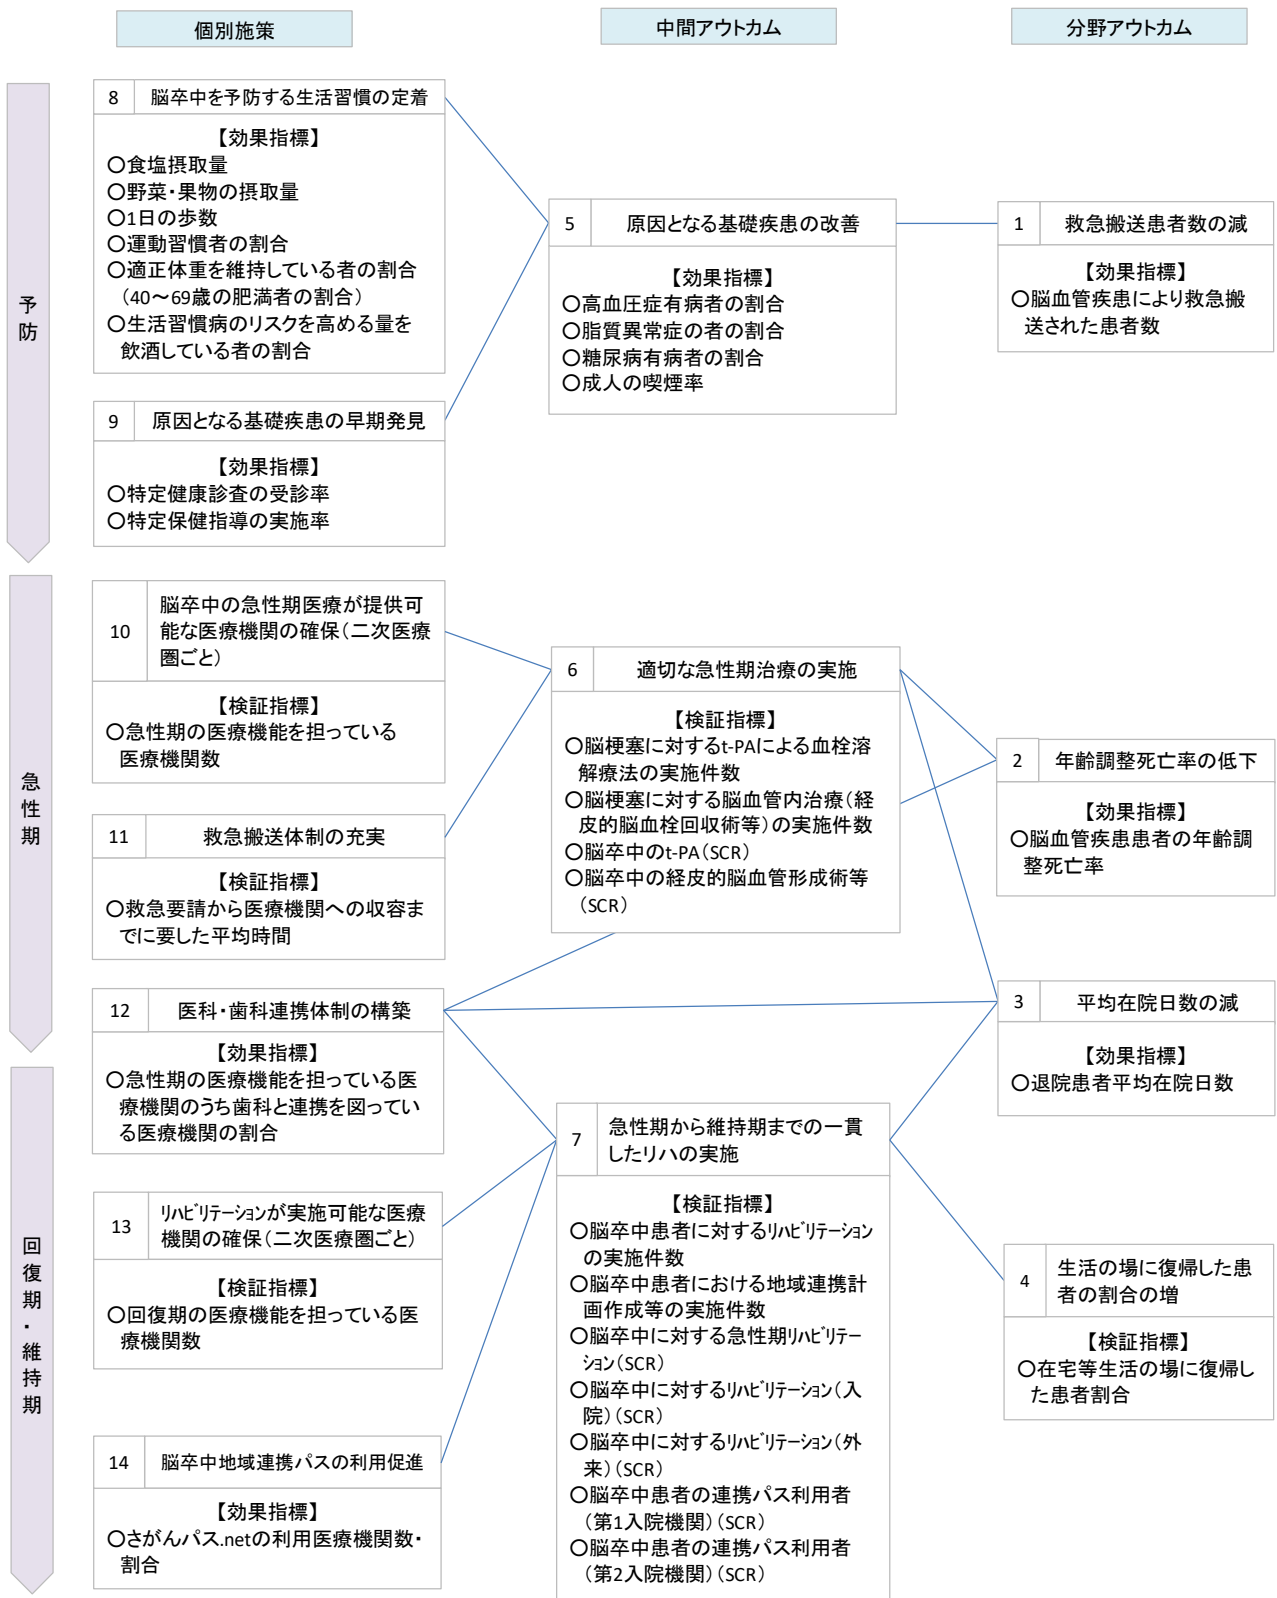 個別施策
中間アウトカム
分野アウトカム
予防
8 脳卒中を予防する生活習慣の定着
【効果指標】
〇食塩摂取量
〇野菜・果物の摂取量
〇1日の歩数
〇運動習慣者の割合
〇適正体重を維持している者の割合
（40～69歳の肥満者の割合）
〇生活習慣病のリスクを高める量を
飲酒している者の割合
9 原因となる基礎疾患の早期発見
【効果指標】
〇特定健康診査の受診率
〇特定保健指導の実施率
5 原因となる基礎疾患の改善
【効果指標】
〇高血圧症有病者の割合
〇脂質異常症の者の割合
〇糖尿病有病者の割合
〇成人の喫煙率
1 救急搬送患者数の減
【効果指標】
〇脳血管疾患により救急搬
送された患者数
急性期
10 脳卒中の急性期医療が提供可
能な医療機関の確保（二次医療
圏ごと）
【検証指標】
〇急性期の医療機能を担っている
医療機関数
11 救急搬送体制の充実
【検証指標】
〇救急要請から医療機関への収容ま
でに要した平均時間
12 医科・歯科連携体制の構築
【効果指標】
〇急性期の医療機能を担っている医
療機関のうち歯科と連携を図ってい
る医療機関の割合
6 適切な急性期治療の実施
【検証指標】
〇脳梗塞に対するt-PAによる血栓溶
解療法の実施件数
〇脳梗塞に対する脳血管内治療（経
皮的脳血栓回収術等）の実施件数
〇脳卒中のt-PA（SCR）
〇脳卒中の経皮的脳血管形成術等
（SCR）
2 年齢調整死亡率の低下
【効果指標】
〇脳血管疾患患者の年齢調
整死亡率
3 平均在院日数の減
【効果指標】
〇退院患者平均在院日数
回復期・維持期
13 ﾘﾊﾋﾞﾘﾃｰｼｮﾝが実施可能な医療
機関の確保（二次医療圏ごと）
【検証指標】
〇回復期の医療機能を担っている医
療機関数
14 脳卒中地域連携パスの利用促進
【効果指標】
〇さがんパス.netの利用医療機関数・
割合
7 急性期から維持期までの一貫
したリハの実施
【検証指標】
〇脳卒中患者に対するﾘﾊﾋﾞﾘﾃｰｼｮﾝ
の実施件数
〇脳卒中患者における地域連携計
画作成等の実施件数
〇脳卒中に対する急性期ﾘﾊﾋﾞﾘﾃｰ
ｼｮﾝ（SCR）
〇脳卒中に対するﾘﾊﾋﾞﾘﾃｰｼｮﾝ（入
院）（SCR）
〇脳卒中に対するﾘﾊﾋﾞﾘﾃｰｼｮﾝ（外
来）（SCR）
〇脳卒中患者の連携パス利用者
（第1入院機関）（SCR）
〇脳卒中患者の連携パス利用者
（第2入院機関）（SCR）
4 生活の場に復帰した患
者の割合の増
【検証指標】
〇在宅等生活の場に復帰し
た患者割合